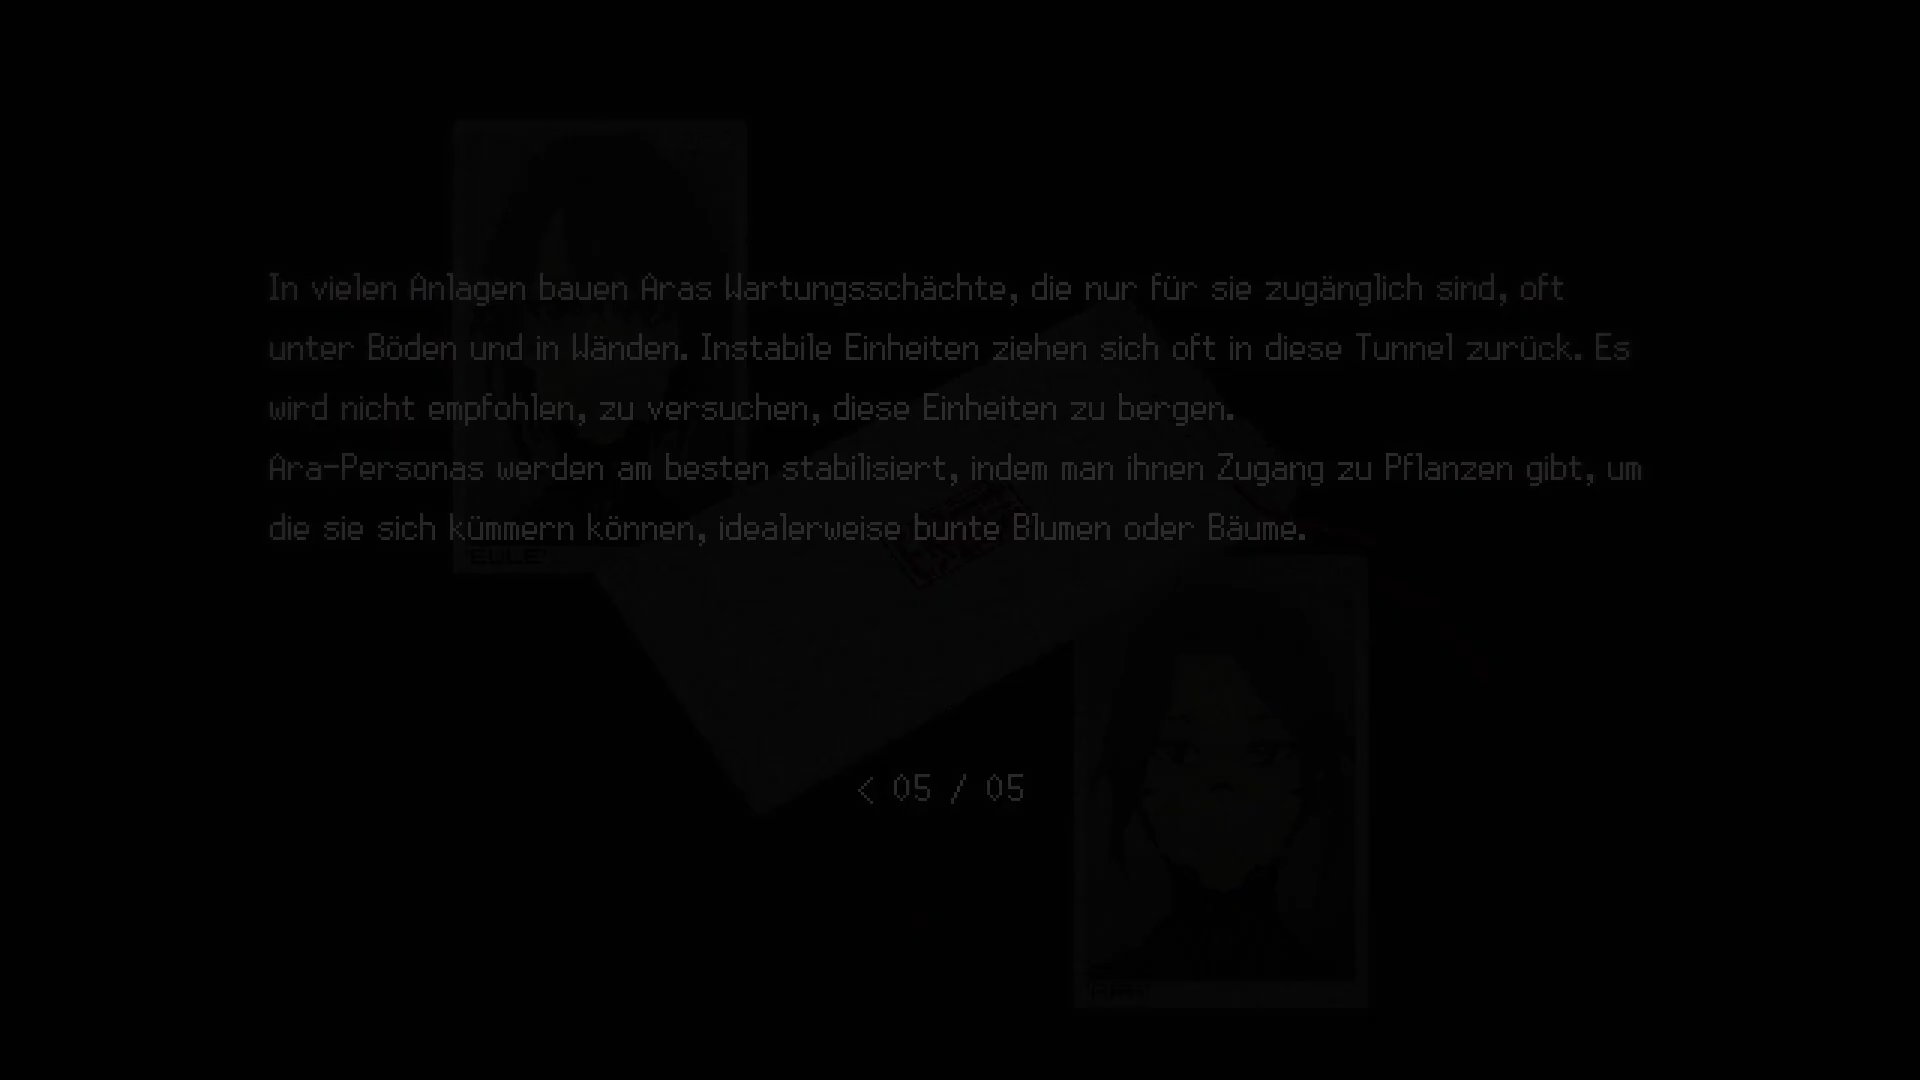 In vielen Anlagen bauen Aras Wartungsschächte, die nur für sie zugänglich sind, oft
unter Böden und in Wänden. Instabile Einheiten ziehen sich oft in diese Tunnel zurück. Es
wird nicht empfohlen, zu versuchen, diese Einheiten zu bergen.
Ara-Personas werden am besten stabilisiert, indem man ihnen Zugang zu Pflanzen gibt, um
die sie sich kümmern können, idealerweise bunte Blumen oder Bäume.
ELLE
< 05 / 05